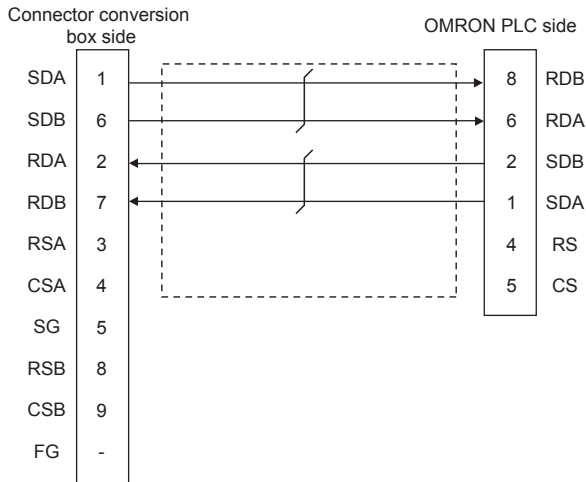 Connector conversion
box side
OMRON PLC side
SDA 1 8 RDB
SDB 6 6 RDA
RDA 2 2 SDB
RDB 7 1 SDA
RSA 3 4 RS
CSA 4 5 CS
SG 5
RSB 8
CSB 9
FG -